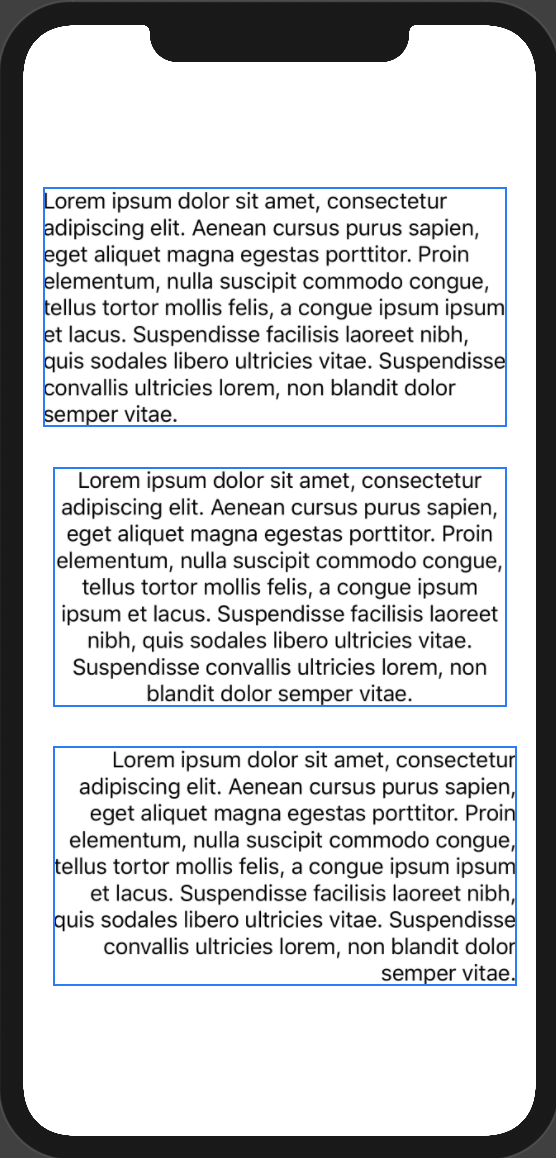 Lorem ipsum dolor sit amet, consectetur
adipiscing elit. Aenean cursus purus sapien,
eget aliquet magna egestas porttitor. Proin
elementum, nulla suscipit commodo congue,
tellus tortor mollis felis, a congue ipsum ipsum
et lacus. Suspendisse facilisis laoreet nibh,
quis sodales libero ultricies vitae. Suspendisse
convallis ultricies lorem, non blandit dolor
semper vitae.
Lorem ipsum dolor sit amet, consectetur
adipiscing elit. Aenean cursus purus sapien,
eget aliquet magna egestas porttitor. Proin
elementum, nulla suscipit commodo congue,
tellus tortor mollis felis, a congue ipsum
ipsum et lacus. Suspendisse facilisis laoreet
nibh, quis sodales libero ultricies vitae.
Suspendisse convallis ultricies lorem, non
blandit dolor semper vitae.
Lorem ipsum dolor sit amet, consectetur
adipiscing elit. Aenean cursus purus sapien,
eget aliquet magna egestas porttitor. Proin
elementum, nulla suscipit commodo congue,
tellus tortor mollis felis, a congue ipsum ipsum
et lacus. Suspendisse facilisis laoreet nibh,
quis sodales libero ultricies vitae. Suspendisse
convallis ultricies lorem, non blandit dolor
semper vitae.